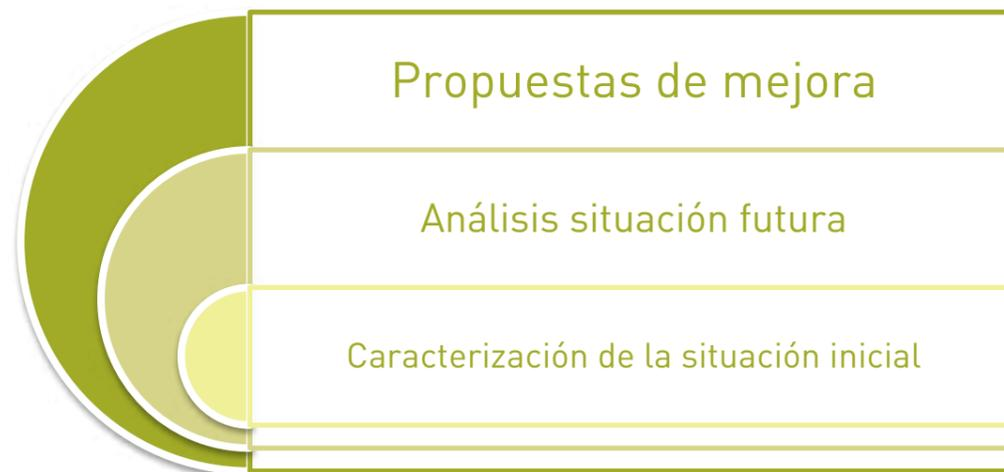 Propuestas de mejora
Análisis situación futura
Caracterización de la situación inicial